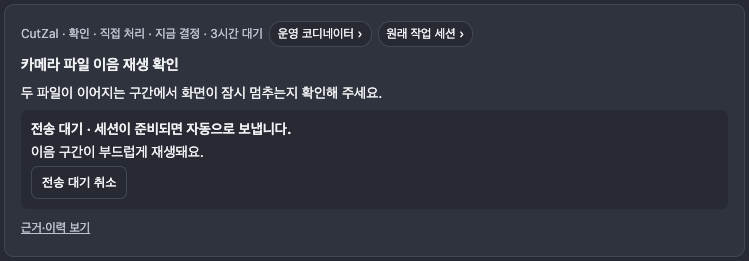 CutZal · 확인 · 직접 처리 · 지금 결정 · 3시간 대기 운영 코디네이터 › 원래 작업 세션 ›
카메라 파일 이음 재생 확인
두 파일이 이어지는 구간에서 화면이 잠시 멈추는지 확인해 주세요.
전송 대기 · 세션이 준비되면 자동으로 보냅니다.
이음 구간이 부드럽게 재생돼요.
전송 대기 취소
근거·이력 보기